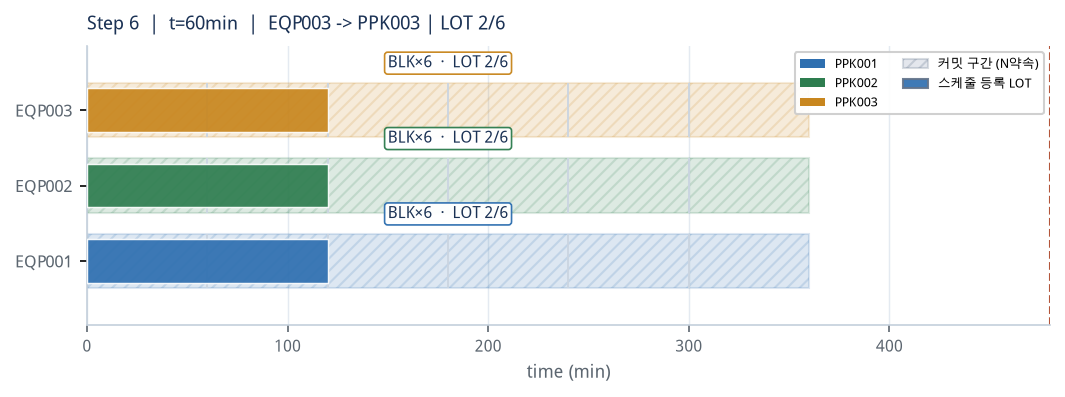 Step 6 | t=60min | EQP003 -> PPK003 | LOT 2/6
BLK×6 · LOT 2/6
PPK001
PPK002
PPK003
커밋 구간 (N약속)
스케줄 등록 LOT
EQP003
BLK×6 · LOT 2/6
EQP002
BLK×6 · LOT 2/6
EQP001
0 100 200 300 400
time (min)